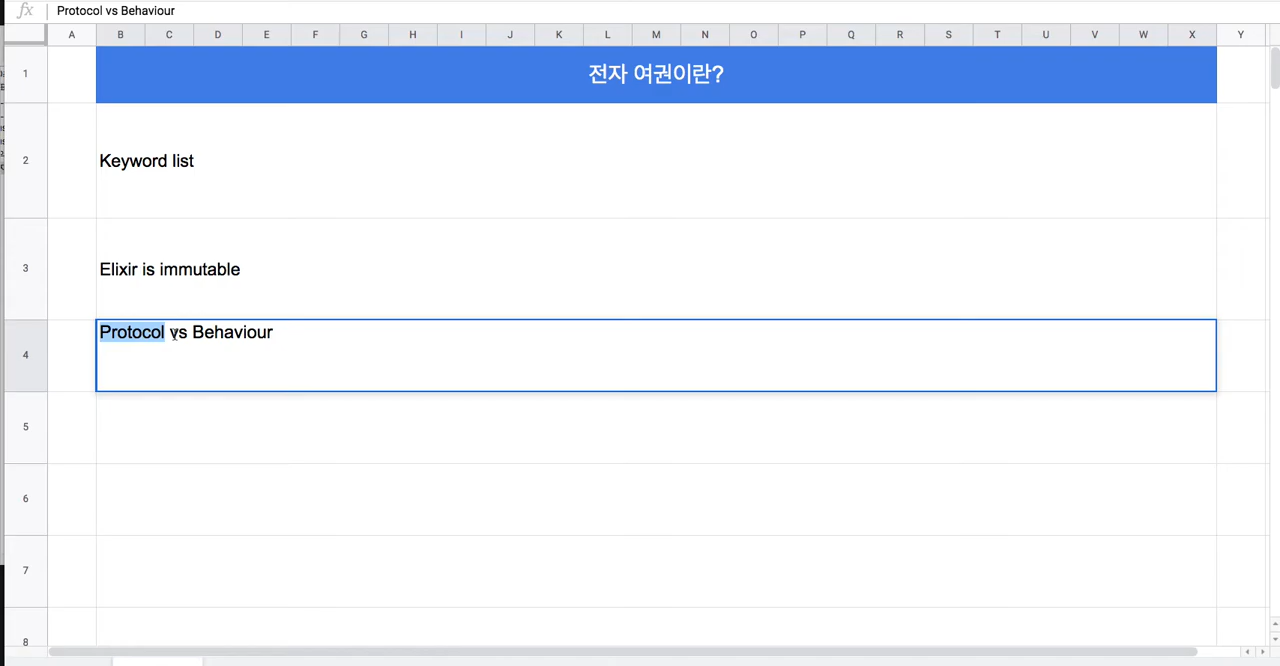 fx Protocol vs Behaviour
A B C D E F G H I J K L M N O P Q R S T U V W X Y
1 전자 여권이란?
2 Keyword list
3 Elixir is immutable
4 Protocol vs Behaviour
5
6
7
8